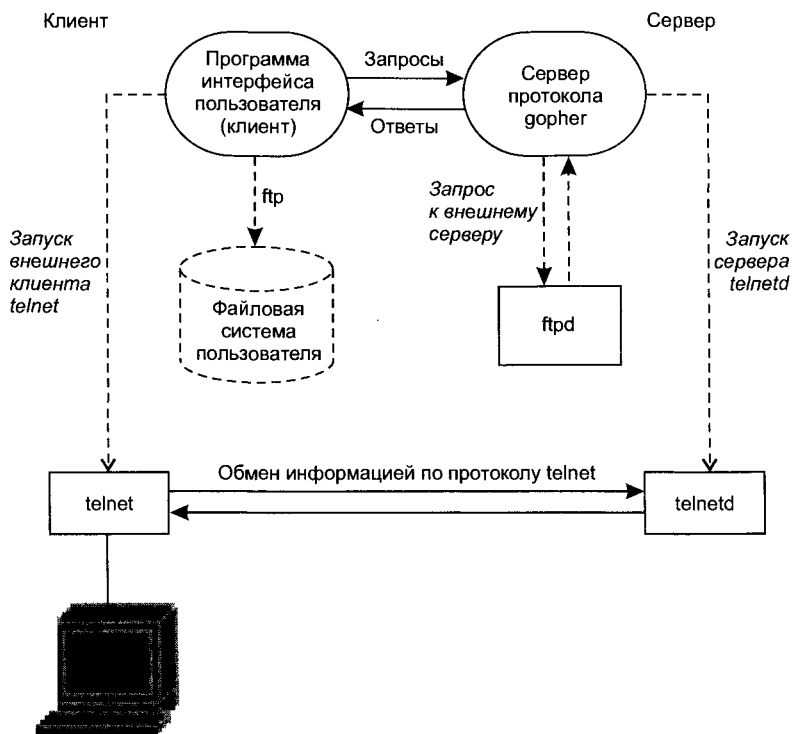 Клиент
Сервер
Программа
интерфейса
пользователя
(клиент)
Запросы
Ответы
Сервер
протокола
gopher
ftp
Запрос
к внешнему
серверу
Запуск
внешнего
клиента
telnet
Запуск
сервера
telnetd
Файловая
система
пользователя
ftpd
Обмен информацией по протоколу telnet
telnet
telnetd